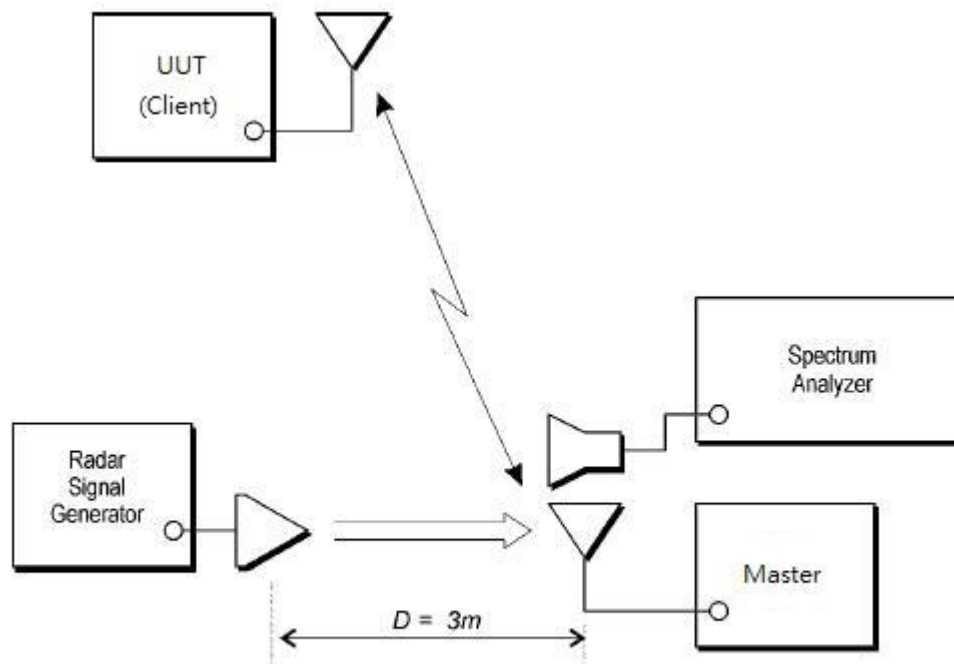 UUT
(Client)
Spectrum
Analyzer
Radar
Signal
Generator
Master
D = 3m